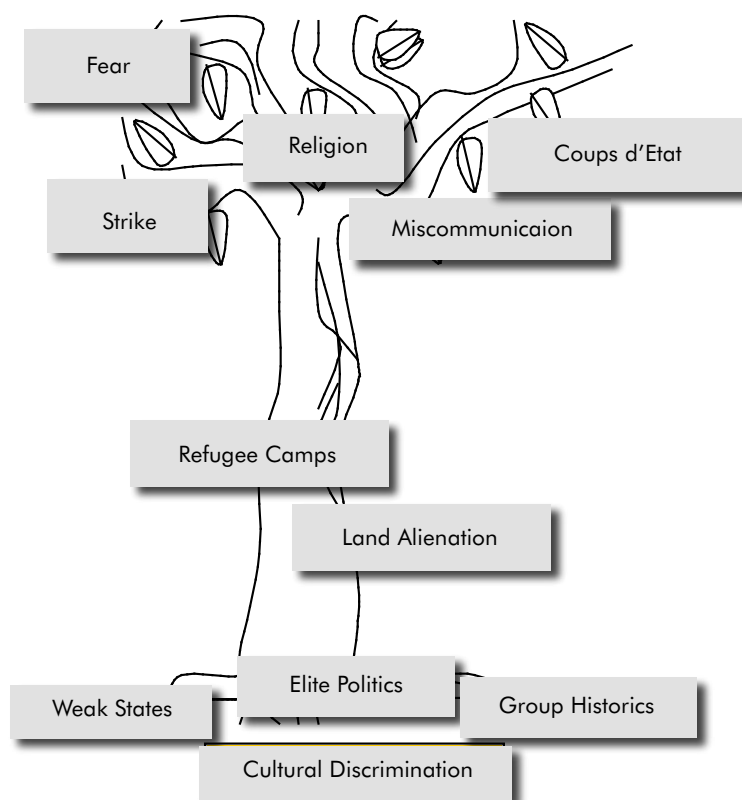 Fear
Religion
Coups d’Etat
Strike
Miscommunicaion
Refugee Camps
Land Alienation
Elite Politics
Weak States
Group Historics
Cultural Discrimination